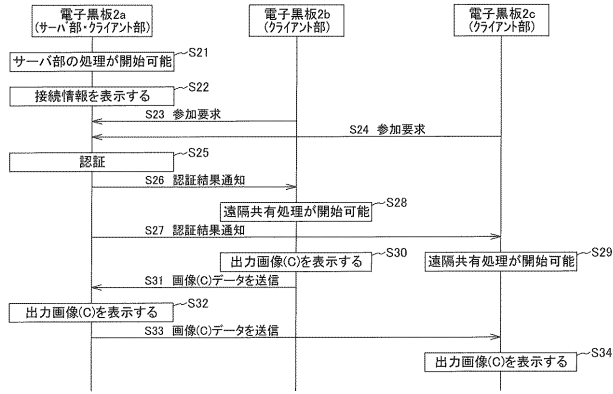 電子黒板2a
(サーバ部・クライアント部)
電子黒板2b
(クライアント部)
電子黒板2c
(クライアント部)
サーバ部の処理が開始可能
S21
接続情報を表示する
S22
S23 参加要求
S24 参加要求
認証
S25
S26 認証結果通知
遠隔共有処理が開始可能
S28
S27 認証結果通知
遠隔共有処理が開始可能
S29
出力画像(C)を表示する
S30
S31 画像(C)データを送信
出力画像(C)を表示する
S32
S33 画像(C)データを送信
出力画像(C)を表示する
S34